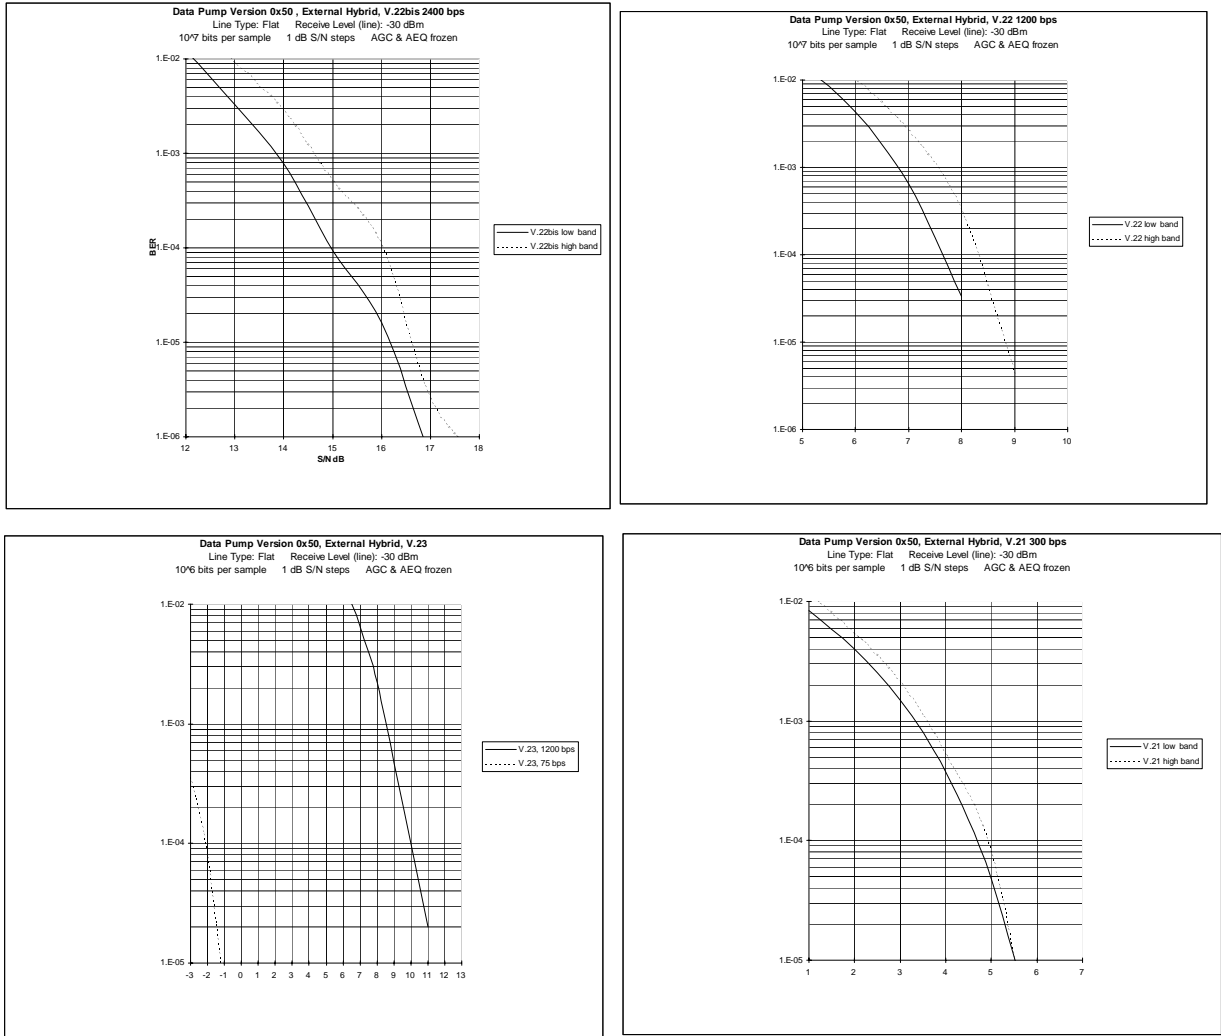 Data Pump Version 0x50 , External Hybrid, V.22bis 2400 bps
Line Type: Flat Receive Level (line): -30 dBm
10^7 bits per sample 1 dB S/N steps AGC & AEQ frozen
1.E-02
1.E-03
1.E-04
1.E-05
1.E-06
BER
12 13 14 15 16 17 18
S/N dB
V.22bis low band
V.22bis high band
Data Pump Version 0x50, External Hybrid, V.22 1200 bps
Line Type: Flat Receive Level (line): -30 dBm
10^7 bits per sample 1 dB S/N steps AGC & AEQ frozen
1.E-02
1.E-03
1.E-04
1.E-05
1.E-06
5 6 7 8 9 10
V.22 low band
V.22 high band
Data Pump Version 0x50, External Hybrid, V.23
Line Type: Flat Receive Level (line): -30 dBm
10^6 bits per sample 1 dB S/N steps AGC & AEQ frozen
1.E-02
1.E-03
1.E-04
1.E-05
-3 -2 -1 0 1 2 3 4 5 6 7 8 9 10 11 12 13
V.23, 1200 bps
V.23, 75 bps
Data Pump Version 0x50, External Hybrid, V.21 300 bps
Line Type: Flat Receive Level (line): -30 dBm
10^6 bits per sample 1 dB S/N steps AGC & AEQ frozen
1.E-02
1.E-03
1.E-04
1.E-05
1 2 3 4 5 6 7
V.21 low band
V.21 high band